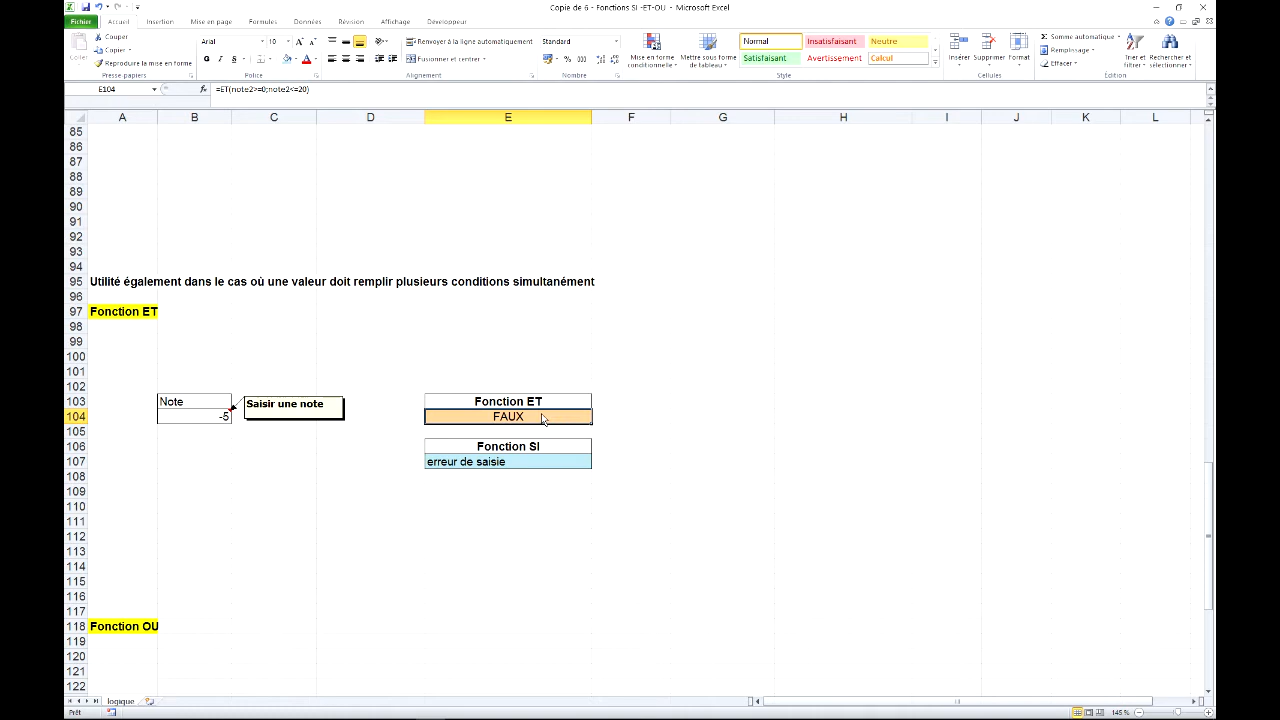 Copie de 6 - Fonctions SI -ET-OU - Microsoft Excel
Fichier Accueil Insertion Mise en page Formules Données Révision Affichage Développeur
Coller
Couper
Copier
Reproduire la mise en forme
Presse-papiers
Arial 10
Police
Renvoyer à la ligne automatiquement
Fusionner et centrer
Alignement
Standard
Nombre
Mise en forme conditionnelle
Mettre sous forme de tableau
Normal Insatisfaisant Neutre
Satisfaisant Avertissement Calcul
Style
Insérer Supprimer Format
Cellules
Somme automatique
Remplissage
Effacer
Trier et filtrer
Rechercher et sélectionner
Édition
E104 fx =ET(note2>=0;note2<=20)
A B C D E F G H I J K L
85
86
87
88
89
90
91
92
93
94
95 Utilité également dans le cas où une valeur doit remplir plusieurs conditions simultanément
96
97 Fonction ET
98
99
100
101
102
103 Note Saisir une note Fonction ET
104 -5 FAUX
105
106 Fonction SI
107 erreur de saisie
108
109
110
111
112
113
114
115
116
117
118 Fonction OU
119
120
121
122
logique
Prêt 145 %